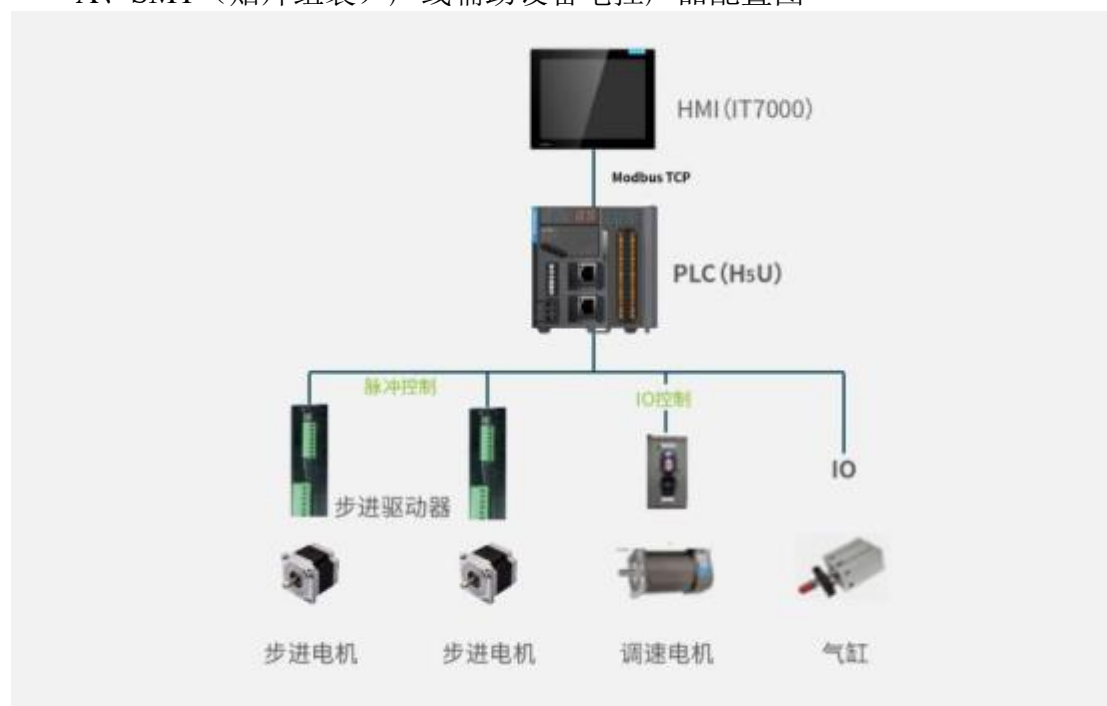 A、SMT（贴片组装）产线辅助设备电控产品配置图
HMI(IT7000)
Modbus TCP
PLC(H5U)
脉冲控制
IO控制
IO
步进驱动器
步进电机 步进电机 调速电机 气缸